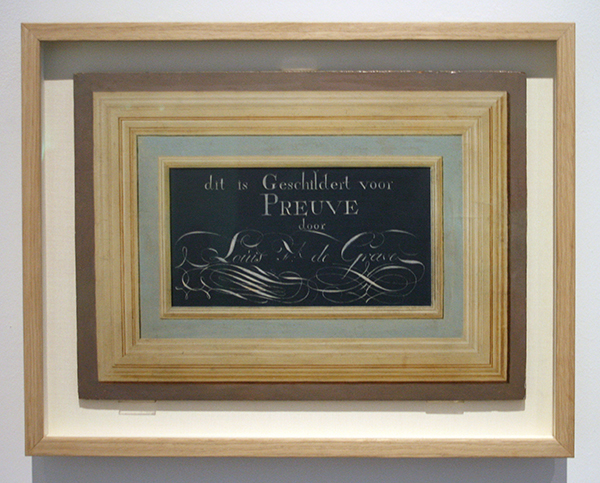 dit is Geschildert voor
PREUVE
door
Louis de Grave